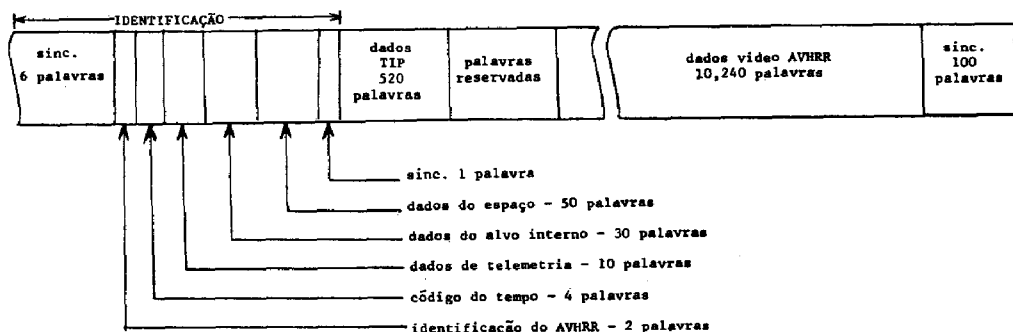 IDENTIFICAÇÃO
sinc.
6 palavras
dados
TIP
520
palavras
palavras
reservadas
dados video AVHRR
10,240 palavras
sinc.
100
palavras
sinc. 1 palavra
dados do espaço - 50 palavras
dados do alvo interno - 30 palavras
dados de telemetria - 10 palavras
código do tempo - 4 palavras
identificação do AVHRR - 2 palavras